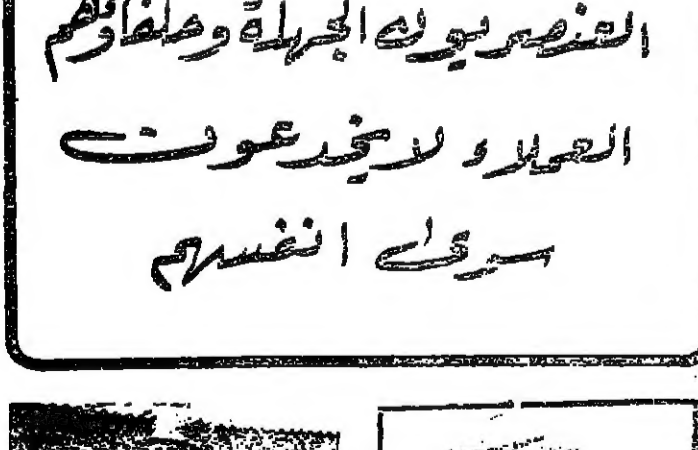 العنصريون الجهلة وحلفاؤهم
العملاء لا يخدعون
سوى انفسهم